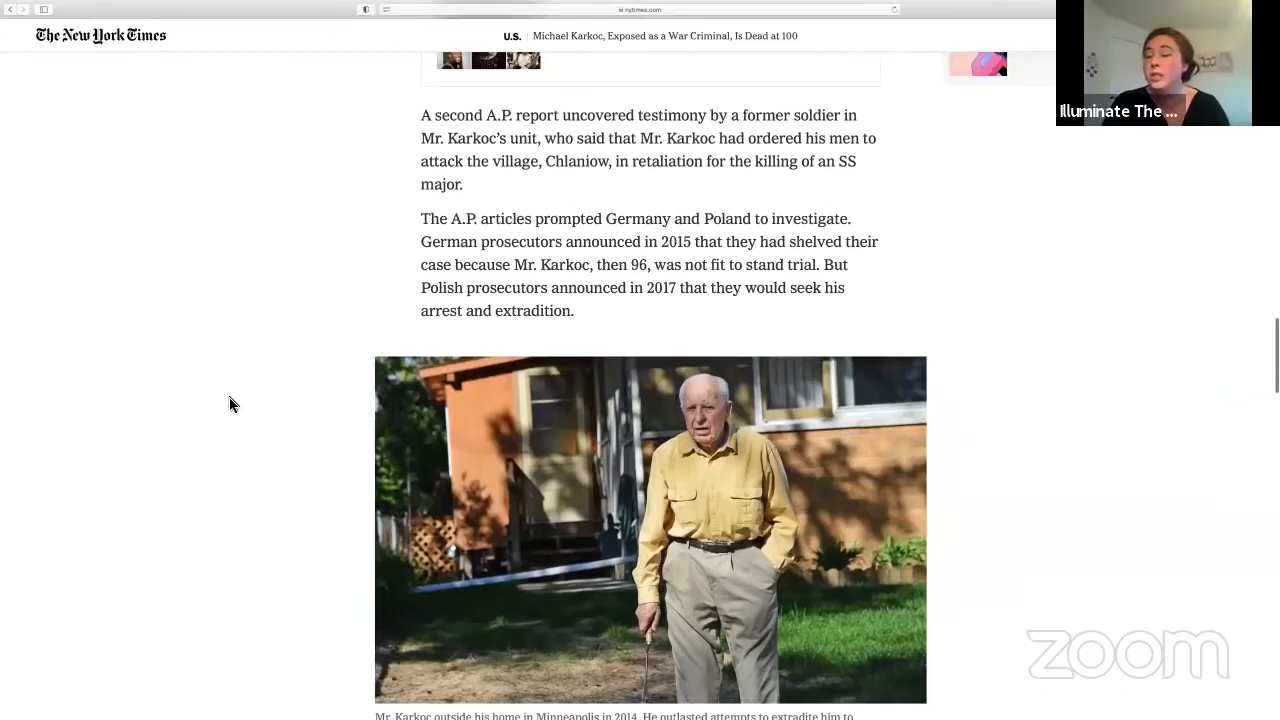 nytimes.com
The New York Times
U.S.
Michael Karkoc, Exposed as a War Criminal, Is Dead at 100
Illuminate The ...
A second A.P. report uncovered testimony by a former soldier in
Mr. Karkoc’s unit, who said that Mr. Karkoc had ordered his men to
attack the village, Chlaniow, in retaliation for the killing of an SS
major.
The A.P. articles prompted Germany and Poland to investigate.
German prosecutors announced in 2015 that they had shelved their
case because Mr. Karkoc, then 96, was not fit to stand trial. But
Polish prosecutors announced in 2017 that they would seek his
arrest and extradition.
zoom
Mr. Karkoc outside his home in Minneapolis in 2014. He outlasted attempts to extradite him to